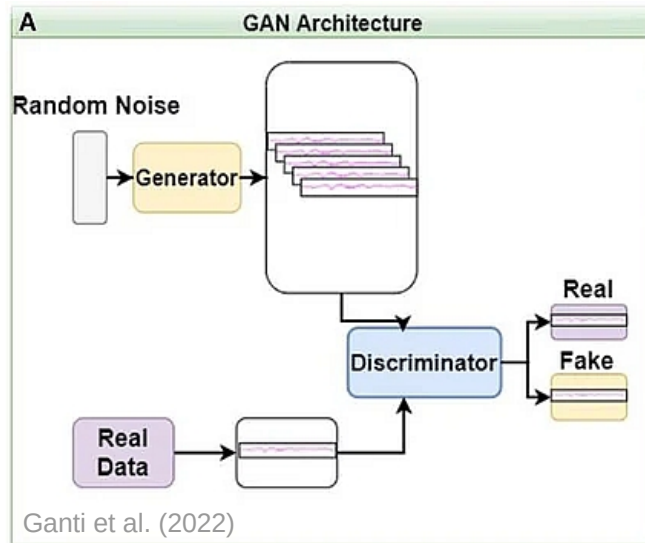 A
GAN Architecture
Random Noise
Generator
Real
Discriminator
Fake
Real
Data
Ganti et al. (2022)